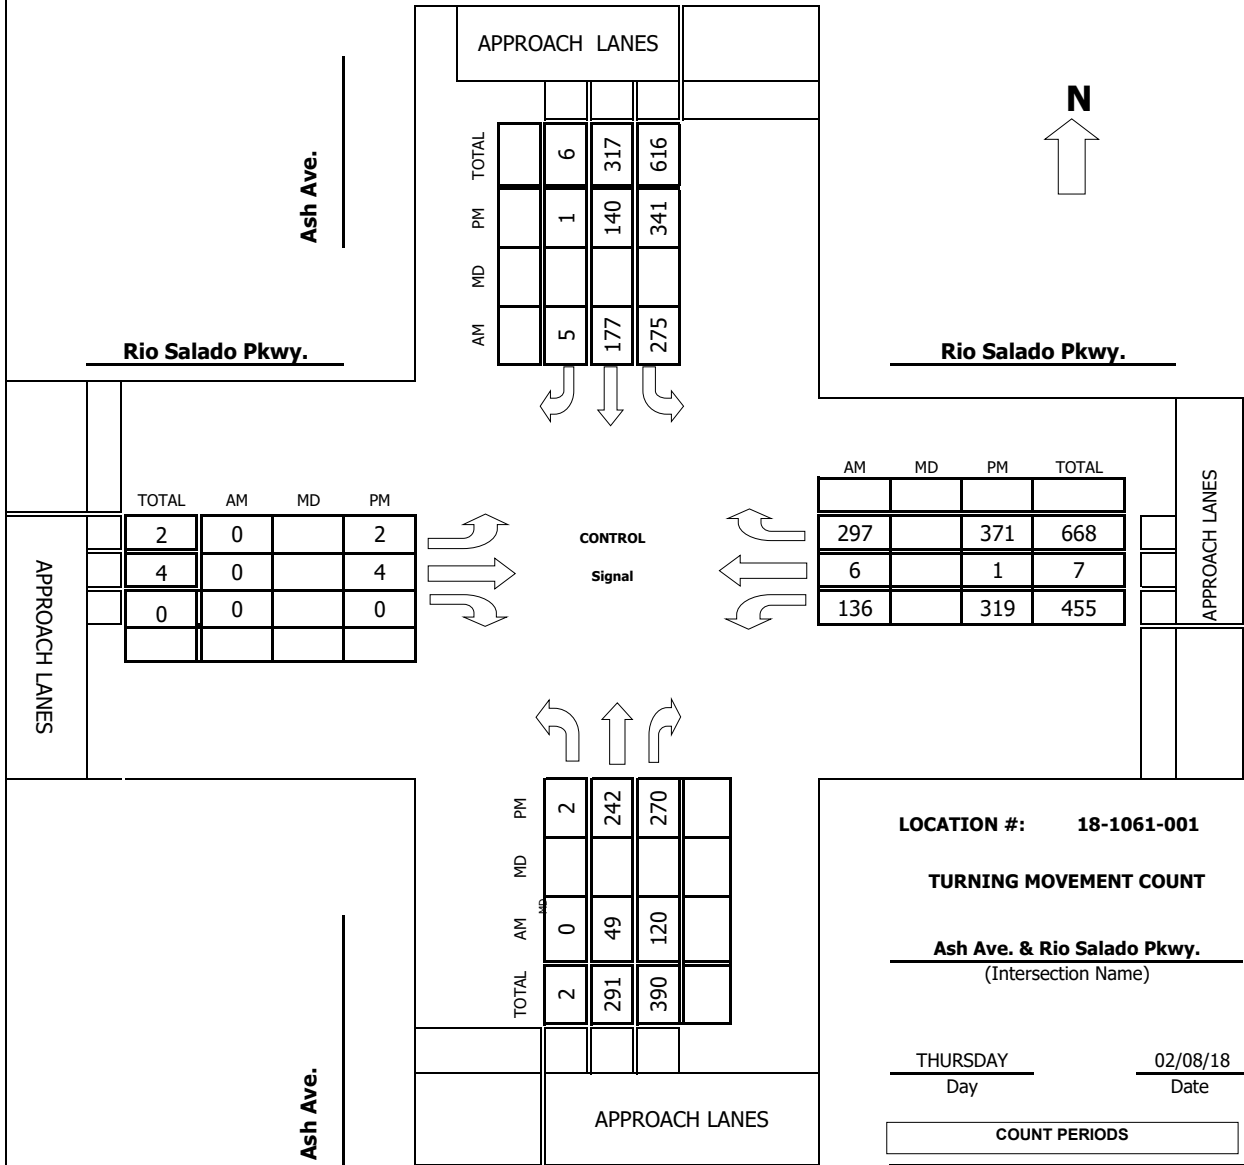 APPROACH LANES
N
Ash Ave.
TOTAL 6 317 616
PM 1 140 341
MD
AM 5 177 275
Rio Salado Pkwy.
Rio Salado Pkwy.
AM MD PM TOTAL
297 371 668
6 1 7
136 319 455
APPROACH LANES
TOTAL AM MD PM
2 0 2
4 0 4
0 0 0
APPROACH LANES
CONTROL
Signal
PM 2 242 270
MD
MD
AM 0 49 120
TOTAL 2 291 390
APPROACH LANES
Ash Ave.
LOCATION #: 18-1061-001
TURNING MOVEMENT COUNT
Ash Ave. & Rio Salado Pkwy.
(Intersection Name)
THURSDAY 02/08/18
Day Date
COUNT PERIODS